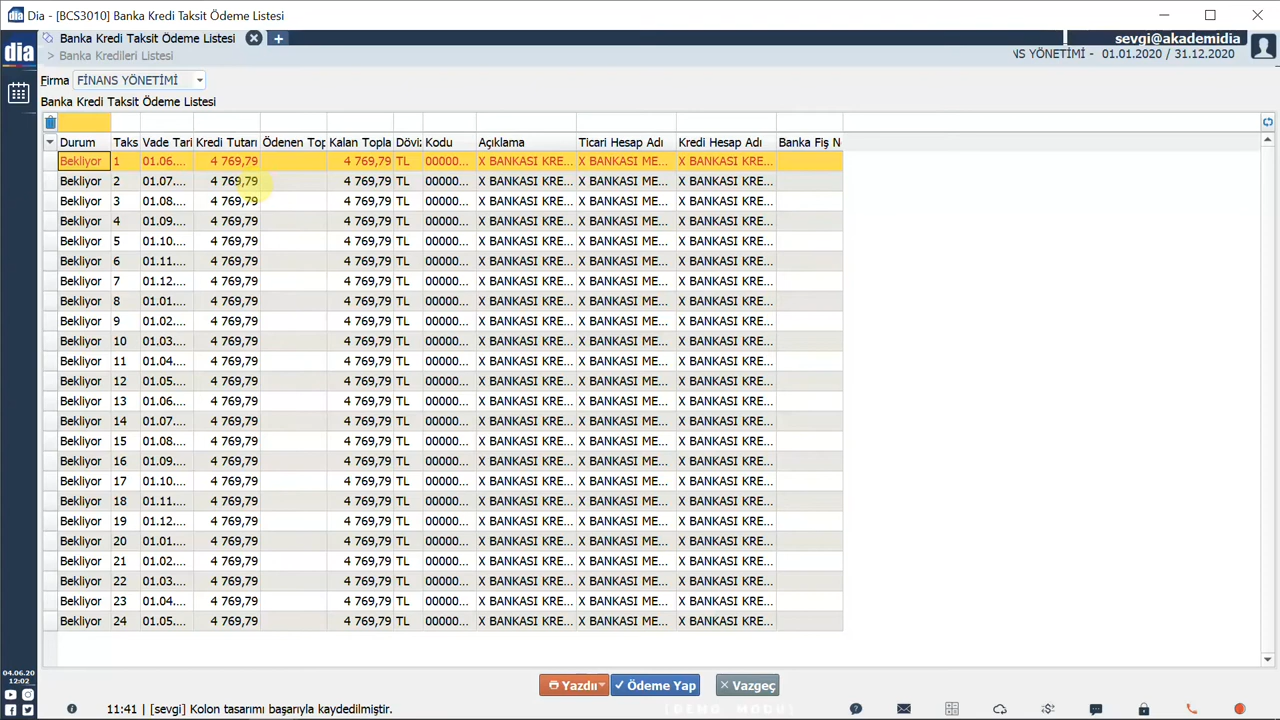 Dia - [BCS3010] Banka Kredi Taksit Ödeme Listesi
dia
Banka Kredi Taksit Ödeme Listesi
sevgi@akademidia
> Banka Kredileri Listesi
NS YÖNETİMİ - 01.01.2020 / 31.12.2020
Firma FİNANS YÖNETİMİ
Banka Kredi Taksit Ödeme Listesi
Durum Taks Vade Tari Kredi Tutarı Ödenen Top Kalan Topla Döviz Kodu Açıklama Ticari Hesap Adı Kredi Hesap Adı Banka Fiş N
Bekliyor 1 01.06.... 4 769,79 4 769,79 TL 00000... X BANKASI KRE... X BANKASI ME... X BANKASI KRE...
Bekliyor 2 01.07.... 4 769,79 4 769,79 TL 00000... X BANKASI KRE... X BANKASI ME... X BANKASI KRE...
Bekliyor 3 01.08.... 4 769,79 4 769,79 TL 00000... X BANKASI KRE... X BANKASI ME... X BANKASI KRE...
Bekliyor 4 01.09.... 4 769,79 4 769,79 TL 00000... X BANKASI KRE... X BANKASI ME... X BANKASI KRE...
Bekliyor 5 01.10.... 4 769,79 4 769,79 TL 00000... X BANKASI KRE... X BANKASI ME... X BANKASI KRE...
Bekliyor 6 01.11.... 4 769,79 4 769,79 TL 00000... X BANKASI KRE... X BANKASI ME... X BANKASI KRE...
Bekliyor 7 01.12.... 4 769,79 4 769,79 TL 00000... X BANKASI KRE... X BANKASI ME... X BANKASI KRE...
Bekliyor 8 01.01.... 4 769,79 4 769,79 TL 00000... X BANKASI KRE... X BANKASI ME... X BANKASI KRE...
Bekliyor 9 01.02.... 4 769,79 4 769,79 TL 00000... X BANKASI KRE... X BANKASI ME... X BANKASI KRE...
Bekliyor 10 01.03.... 4 769,79 4 769,79 TL 00000... X BANKASI KRE... X BANKASI ME... X BANKASI KRE...
Bekliyor 11 01.04.... 4 769,79 4 769,79 TL 00000... X BANKASI KRE... X BANKASI ME... X BANKASI KRE...
Bekliyor 12 01.05.... 4 769,79 4 769,79 TL 00000... X BANKASI KRE... X BANKASI ME... X BANKASI KRE...
Bekliyor 13 01.06.... 4 769,79 4 769,79 TL 00000... X BANKASI KRE... X BANKASI ME... X BANKASI KRE...
Bekliyor 14 01.07.... 4 769,79 4 769,79 TL 00000... X BANKASI KRE... X BANKASI ME... X BANKASI KRE...
Bekliyor 15 01.08.... 4 769,79 4 769,79 TL 00000... X BANKASI KRE... X BANKASI ME... X BANKASI KRE...
Bekliyor 16 01.09.... 4 769,79 4 769,79 TL 00000... X BANKASI KRE... X BANKASI ME... X BANKASI KRE...
Bekliyor 17 01.10.... 4 769,79 4 769,79 TL 00000... X BANKASI KRE... X BANKASI ME... X BANKASI KRE...
Bekliyor 18 01.11.... 4 769,79 4 769,79 TL 00000... X BANKASI KRE... X BANKASI ME... X BANKASI KRE...
Bekliyor 19 01.12.... 4 769,79 4 769,79 TL 00000... X BANKASI KRE... X BANKASI ME... X BANKASI KRE...
Bekliyor 20 01.01.... 4 769,79 4 769,79 TL 00000... X BANKASI KRE... X BANKASI ME... X BANKASI KRE...
Bekliyor 21 01.02.... 4 769,79 4 769,79 TL 00000... X BANKASI KRE... X BANKASI ME... X BANKASI KRE...
Bekliyor 22 01.03.... 4 769,79 4 769,79 TL 00000... X BANKASI KRE... X BANKASI ME... X BANKASI KRE...
Bekliyor 23 01.04.... 4 769,79 4 769,79 TL 00000... X BANKASI KRE... X BANKASI ME... X BANKASI KRE...
Bekliyor 24 01.05.... 4 769,79 4 769,79 TL 00000... X BANKASI KRE... X BANKASI ME... X BANKASI KRE...
04.06.20
12:02
Yazdır Ödeme Yap Vazgeç
11:41 | [sevgi] Kolon tasarımı başarıyla kaydedilmiştir.
[DEMO MODU]